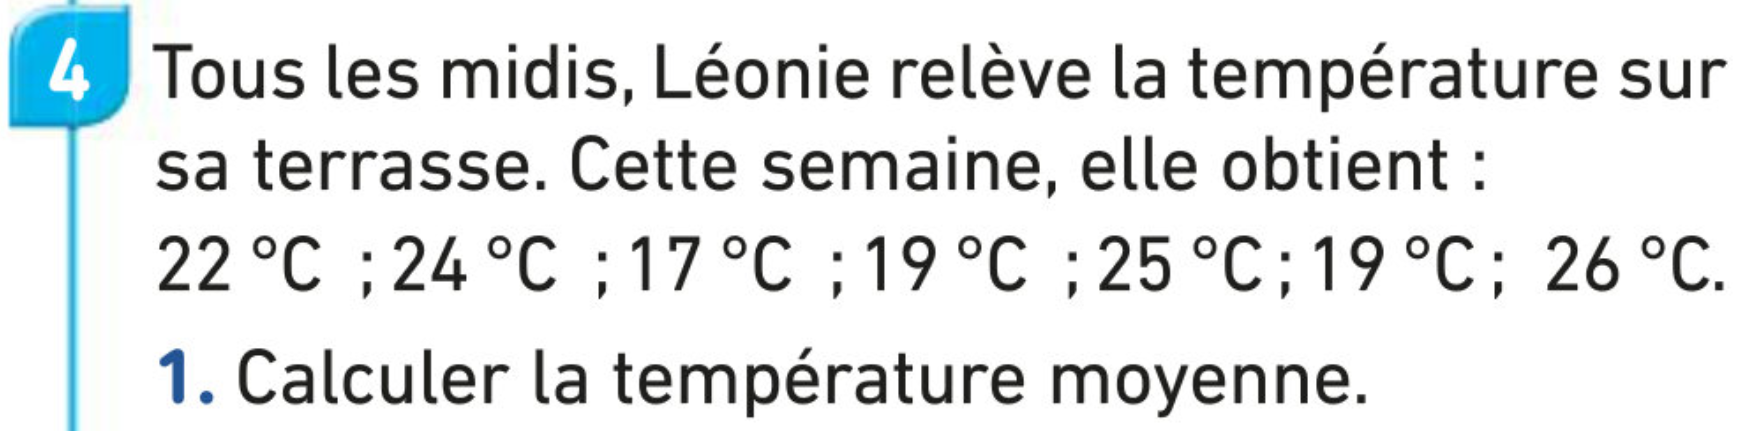 4 Tous les midis, Léonie relève la température sur
sa terrasse. Cette semaine, elle obtient :
22 °C ; 24 °C ; 17 °C ; 19 °C ; 25 °C ; 19 °C ; 26 °C.
1. Calculer la température moyenne.